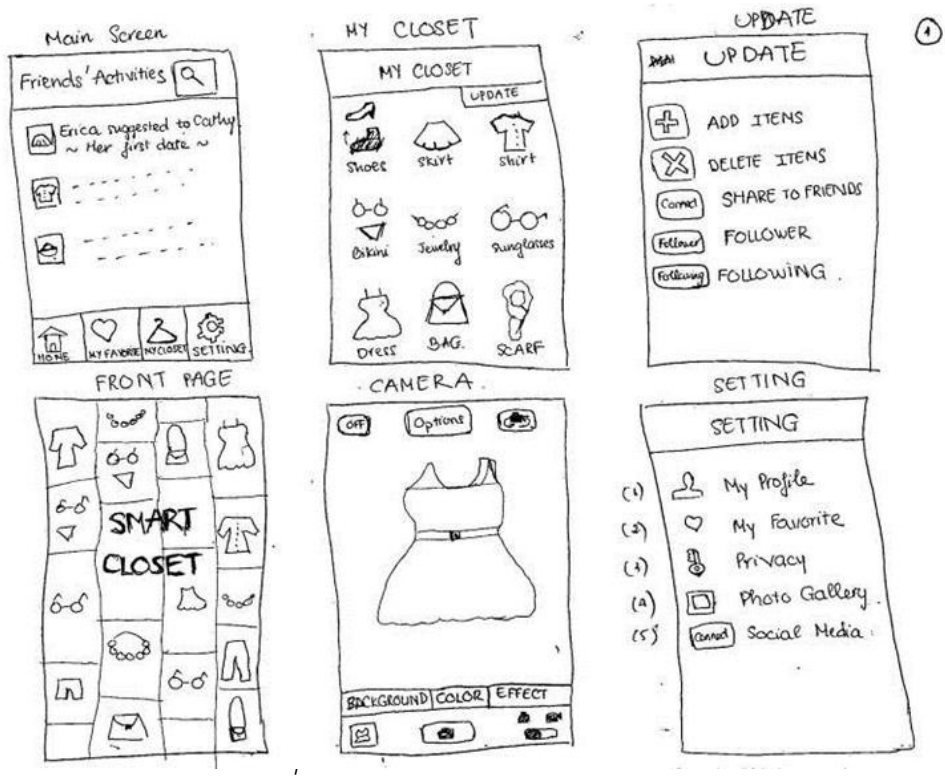 Main Screen
Friends' Activities
Erica suggested to Cathy
~ Her first date ~
HOME
MY FAVORITE
MY CLOSET
SETTING
MY CLOSET
MY CLOSET
UPDATE
Shoes
Skirt
Shirt
Bikini
Jewelry
Sunglasses
Dress
BAG.
SCARF
UPDATE
1
UPDATE
ADD ITEMS
DELETE ITEMS
Connect
SHARE TO FRIENDS
Follower
FOLLOWER
Following
FOLLOWING .
FRONT PAGE
SMART
CLOSET
. CAMERA .
OFF
Options
BACKGROUND
COLOR
EFFECT
SETTING
SETTING
(1) My Profile
(2) My Favorite
(3) Privacy
(4) Photo Gallery.
(5) Connect Social Media.